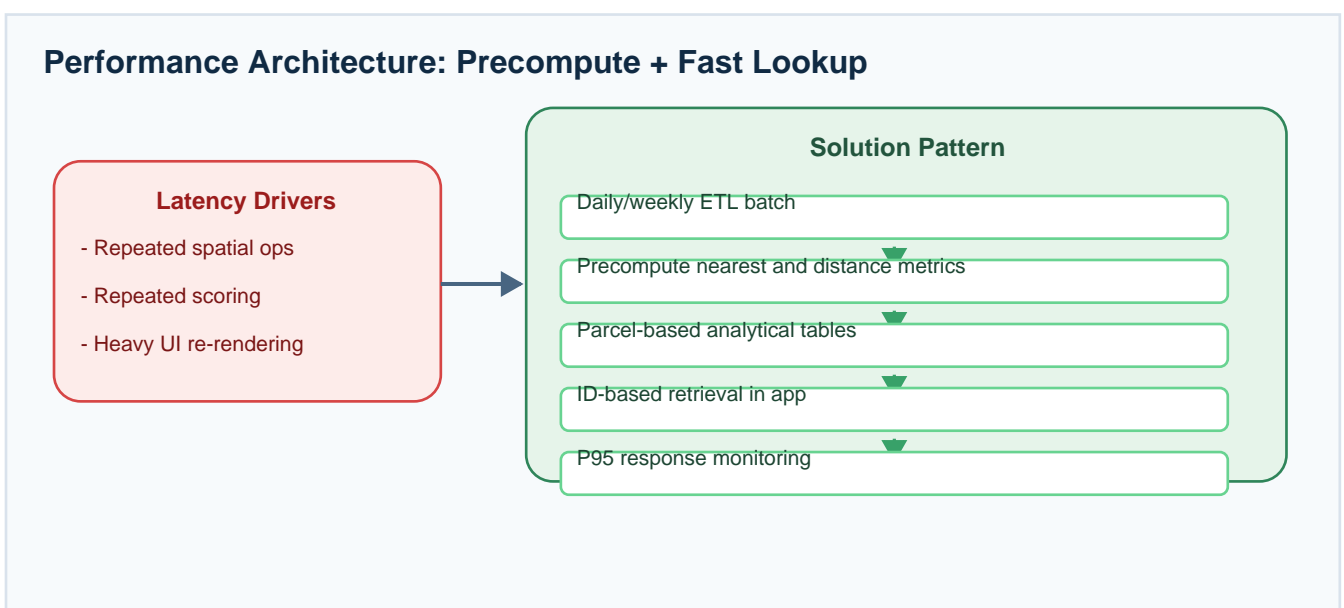 Performance Architecture: Precompute + Fast Lookup
Latency Drivers
- Repeated spatial ops
- Repeated scoring
- Heavy UI re-rendering
Solution Pattern
Daily/weekly ETL batch
Precompute nearest and distance metrics
Parcel-based analytical tables
ID-based retrieval in app
P95 response monitoring